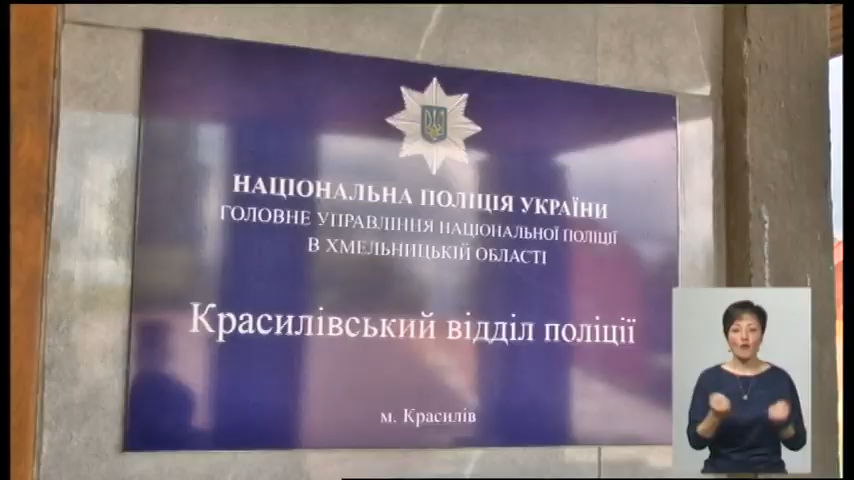 НАЦІОНАЛЬНА ПОЛІЦІЯ УКРАЇНИ
ГОЛОВНЕ УПРАВЛІННЯ НАЦІОНАЛЬНОЇ ПОЛІЦІЇ
В ХМЕЛЬНИЦЬКІЙ ОБЛАСТІ
Красилівський відділ поліції
м. Красилів